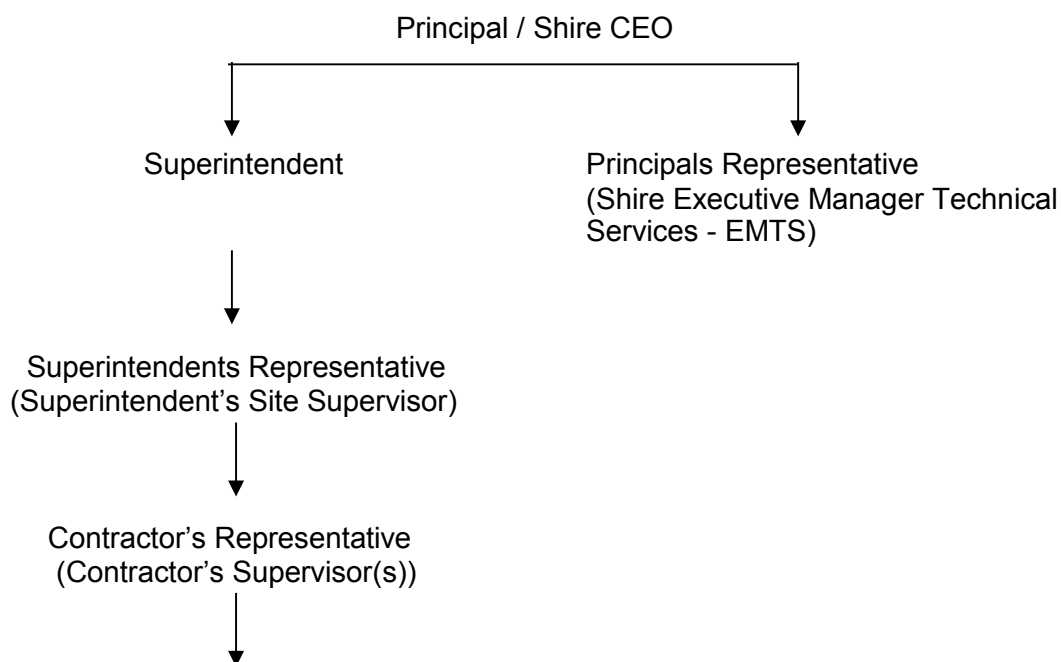 Principal / Shire CEO
Superintendent
Principals Representative
(Shire Executive Manager Technical
Services - EMTS)
Superintendents Representative
(Superintendent’s Site Supervisor)
Contractor’s Representative
(Contractor’s Supervisor(s))